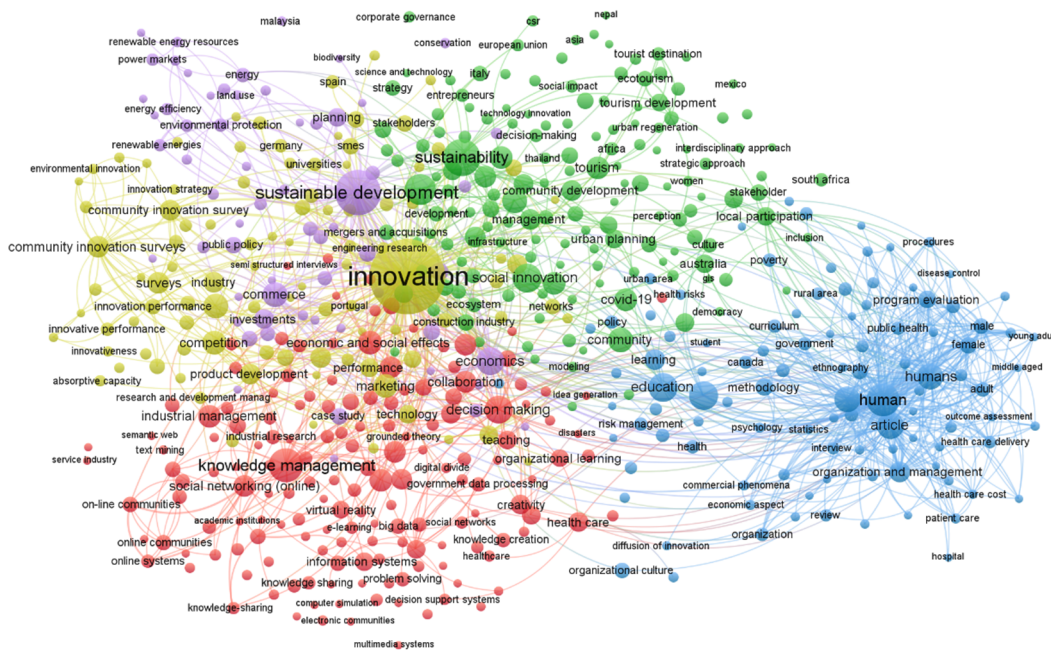 nepal
malaysia
corporate governance
csr
asia
renewable energy resources
conservation
european union
tourist destination
power markets
biodiversity
energy
science and technology
italy
ecotourism
spain
strategy
entrepreneurs
social impact
mexico
land use
tourism development
energy efficiency
technology innovation
planning
stakeholders
environmental protection
decision-making
urban regeneration
renewable energies
germany
smes
africa
interdisciplinary approach
sustainability
thailand
environmental innovation
universities
tourism
strategic approach
south africa
women
innovation strategy
sustainable development
community development
stakeholder
community innovation survey
development
management
perception
local participation
mergers and acquisitions
community innovation surveys
public policy
engineering research
infrastructure
urban planning
culture
inclusion
procedures
semi structured interviews
australia
poverty
gis
disease control
surveys
industry
innovation
social innovation
urban area
commerce
health risks
rural area
program evaluation
innovation performance
portugal
ecosystem
networks
covid-19
democracy
investments
construction industry
policy
curriculum
public health
male
innovative performance
young adu
competition
economic and social effects
community
student
government
female
innovativeness
economics
modeling
learning
canada
ethnography
middle aged
performance
product development
humans
absorptive capacity
marketing
collaboration
education
methodology
adult
research and development manag
idea generation
human
industrial management
case study
technology
decision making
outcome assessment
risk management
article
semantic web
industrial research
grounded theory
disasters
psychology
statistics
text mining
teaching
health
interview
health care delivery
service industry
knowledge management
digital divide
organizational learning
organization and management
social networking (online)
government data processing
commercial phenomena
on-line communities
health care cost
virtual reality
creativity
economic aspect
academic institutions
e-learning
big data
social networks
health care
review
patient care
online communities
knowledge creation
organization
diffusion of innovation
online systems
information systems
healthcare
hospital
organizational culture
knowledge sharing
problem solving
knowledge-sharing
computer simulation
decision support systems
electronic communities
multimedia systems